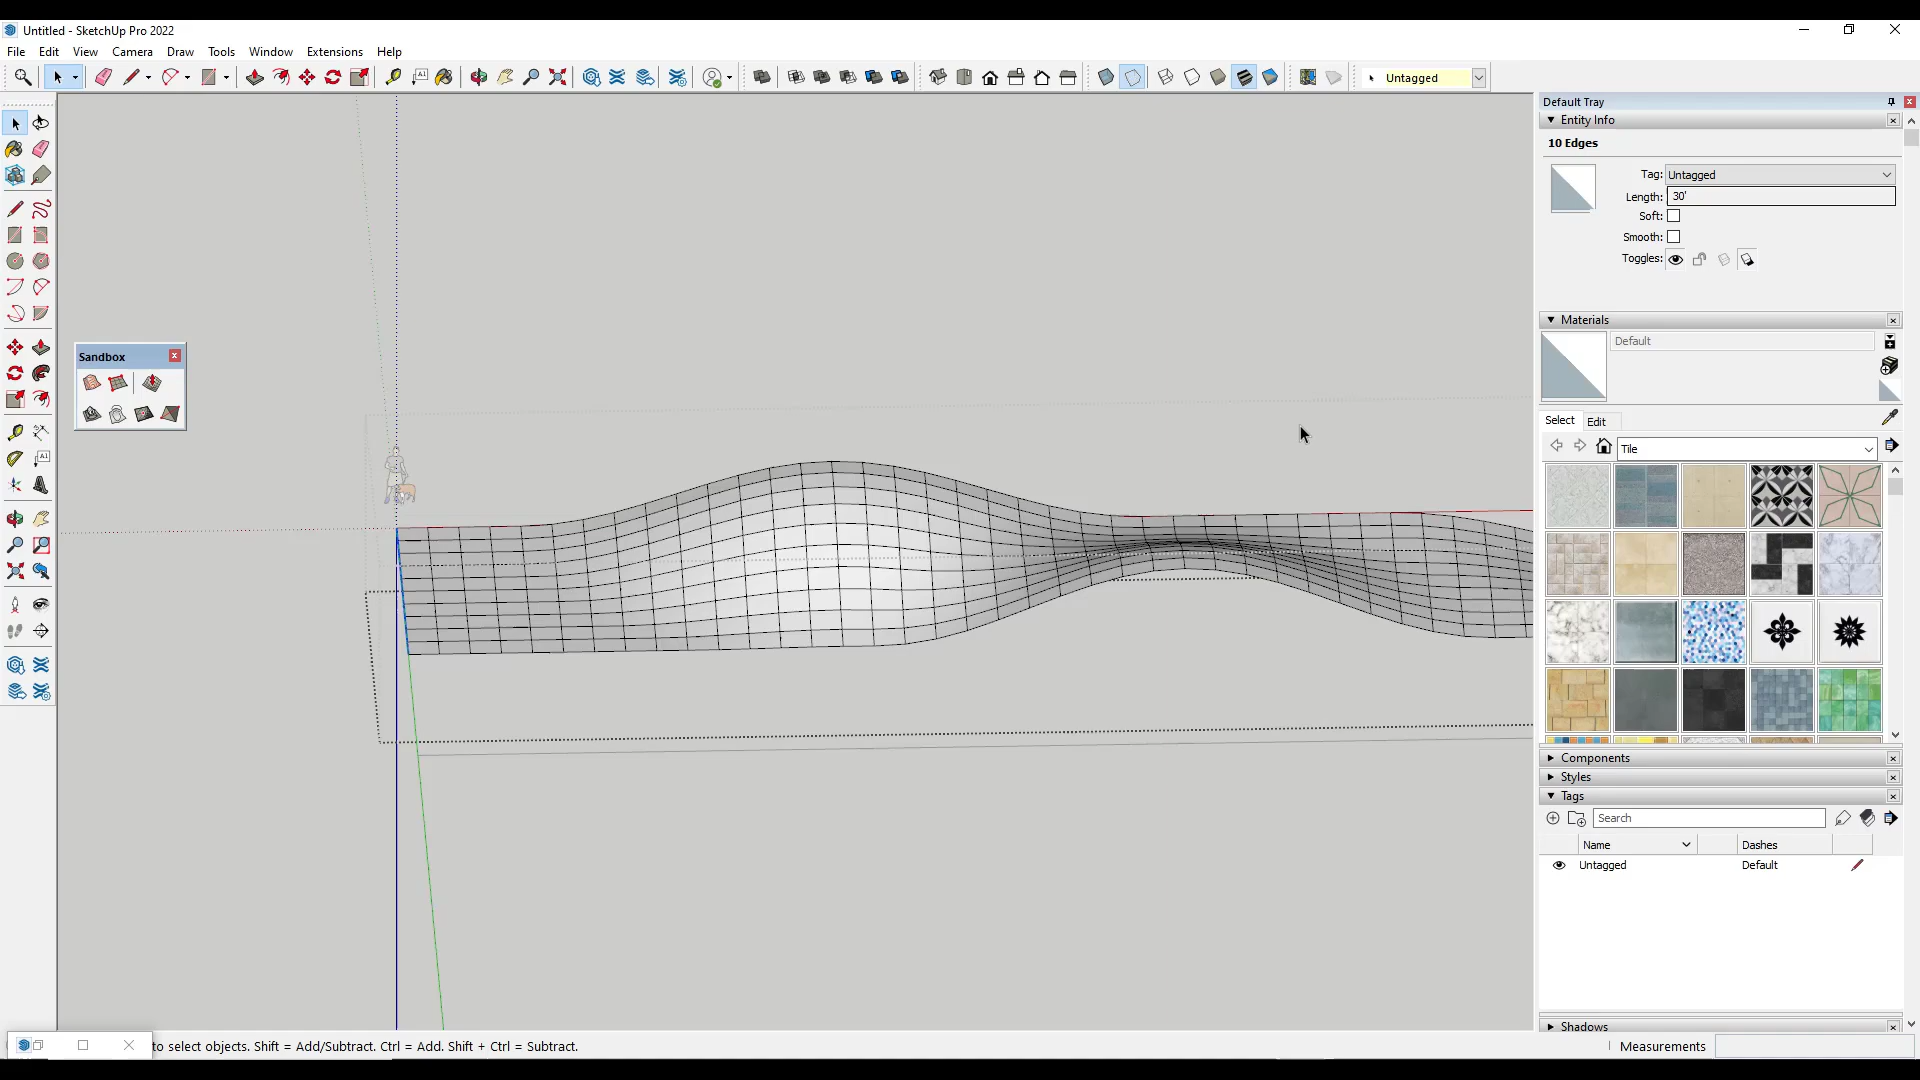 Untitled - SketchUp Pro 2022
File Edit View Camera Draw Tools Window Extensions Help
Untagged
Default Tray
Entity Info
10 Edges
Tag: Untagged
Length: 30'
Soft:
Smooth:
Toggles:
Materials
Default
Select Edit
Tile
Sandbox
Components
Styles
Tags
Search
Name Dashes
Untagged Default
Shadows
to select objects. Shift = Add/Subtract. Ctrl = Add. Shift + Ctrl = Subtract.
Measurements